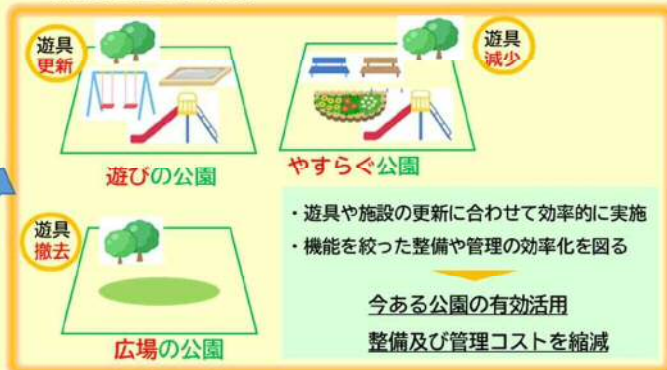 遊具
更新
遊びの公園
遊具
減少
やすらぐ公園
遊具
撤去
広場の公園
・遊具や施設の更新に合わせて効率的に実施
・機能を絞った整備や管理の効率化を図る
今ある公園の有効活用
整備及び管理コストを縮減